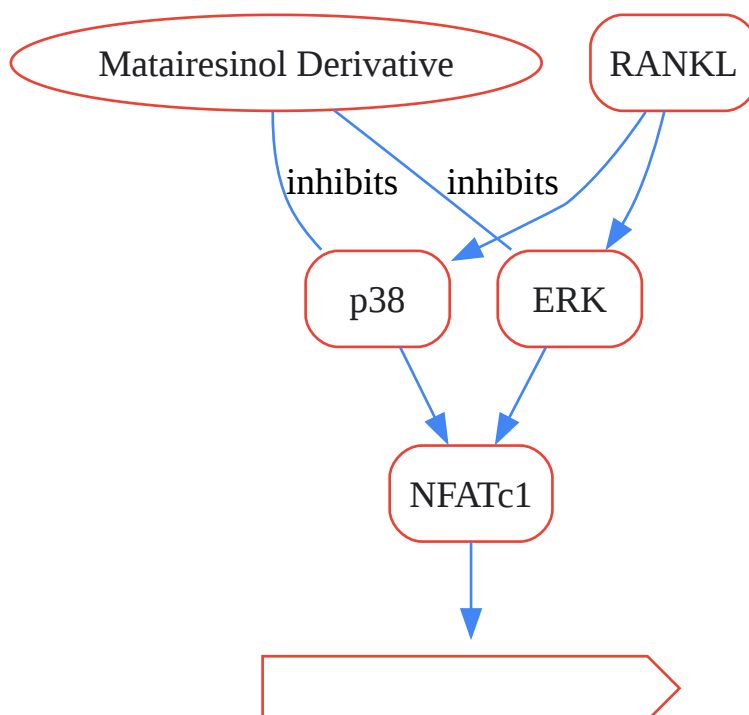 Matairesinol Derivative
RANKL
inhibits
inhibits
p38
ERK
NFATc1